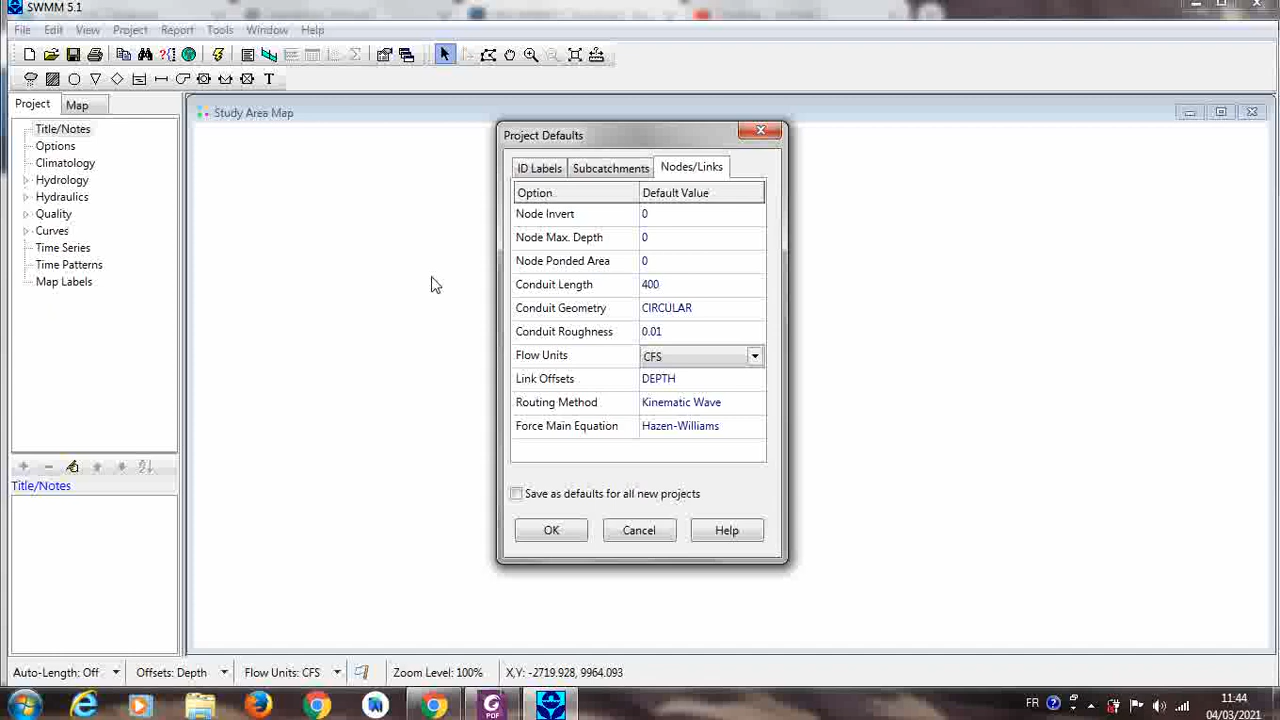 SWMM 5.1
File Edit View Project Report Tools Window Help
T
Project Map
Study Area Map
Title/Notes
Options
Climatology
Hydrology
Hydraulics
Quality
Curves
Time Series
Time Patterns
Map Labels
Title/Notes
Project Defaults
ID Labels Subcatchments Nodes/Links
Option Default Value
Node Invert 0
Node Max. Depth 0
Node Ponded Area 0
Conduit Length 400
Conduit Geometry CIRCULAR
Conduit Roughness 0.01
Flow Units CFS
Link Offsets DEPTH
Routing Method Kinematic Wave
Force Main Equation Hazen-Williams
Save as defaults for all new projects
OK Cancel Help
Auto-Length: Off Offsets: Depth Flow Units: CFS Zoom Level: 100% X,Y: -2719.928, 9964.093
PDF
FR 11:44
04/03/2021